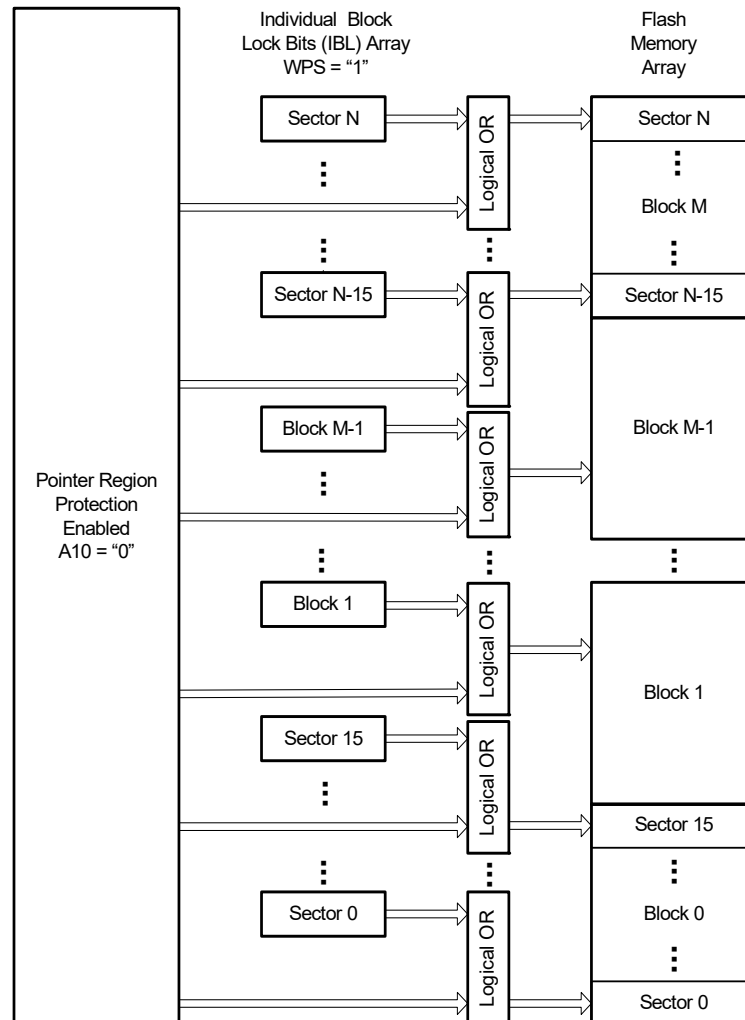 Individual Block
Lock Bits (IBL) Array
WPS = “1”
Flash
Memory
Array
Pointer Region
Protection
Enabled
A10 = “0”
Sector N
Sector N-15
Block M-1
Block 1
Sector 15
Sector 0
Logical OR
Logical OR
Logical OR
Logical OR
Logical OR
Logical OR
Sector N
Block M
Sector N-15
Block M-1
Block 1
Sector 15
Block 0
Sector 0